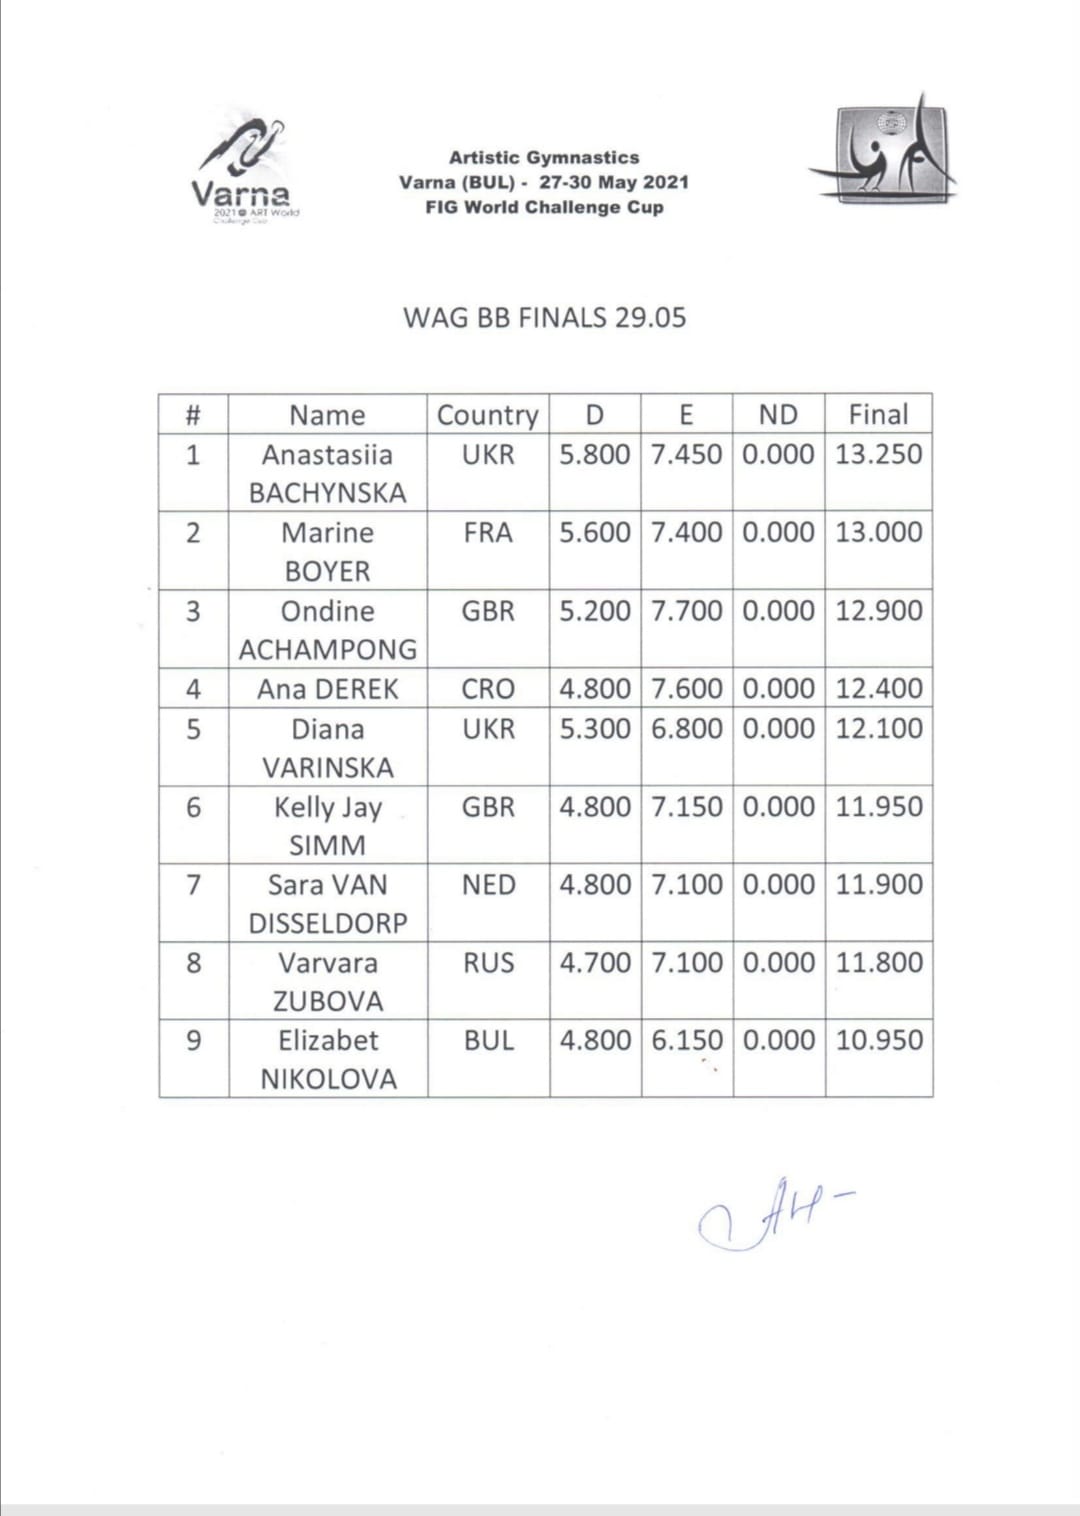 Varna
2021 @ ART World
Challenge Cup
Artistic Gymnastics
Varna (BUL) - 27-30 May 2021
FIG World Challenge Cup
WAG BB FINALS 29.05
# Name Country D E ND Final
1 Anastasiia UKR 5.800 7.450 0.000 13.250
BACHYNSKA
2 Marine FRA 5.600 7.400 0.000 13.000
BOYER
3 Ondine GBR 5.200 7.700 0.000 12.900
ACHAMPONG
4 Ana DEREK CRO 4.800 7.600 0.000 12.400
5 Diana UKR 5.300 6.800 0.000 12.100
VARINSKA
6 Kelly Jay GBR 4.800 7.150 0.000 11.950
SIMM
7 Sara VAN NED 4.800 7.100 0.000 11.900
DISSELDORP
8 Varvara RUS 4.700 7.100 0.000 11.800
ZUBOVA
9 Elizabet BUL 4.800 6.150 0.000 10.950
NIKOLOVA